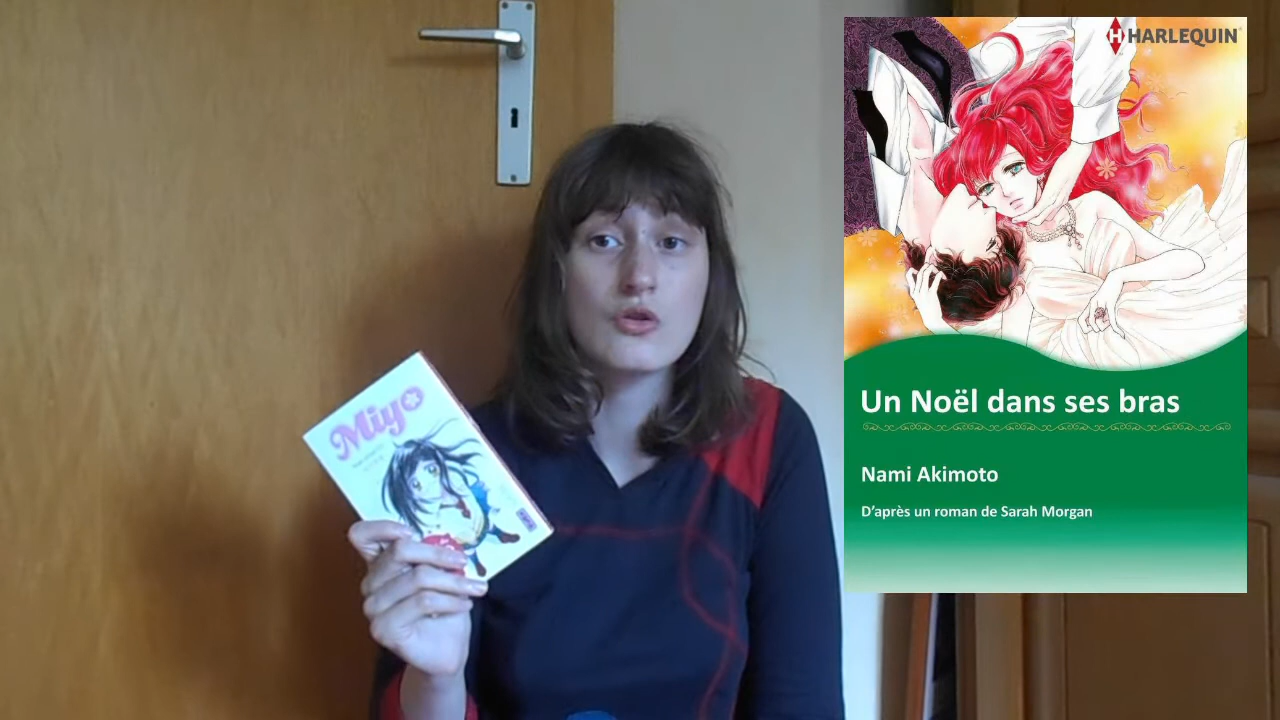 Miyo
HARLEQUIN
Un Noël dans ses bras
Nami Akimoto
D'après un roman de Sarah Morgan